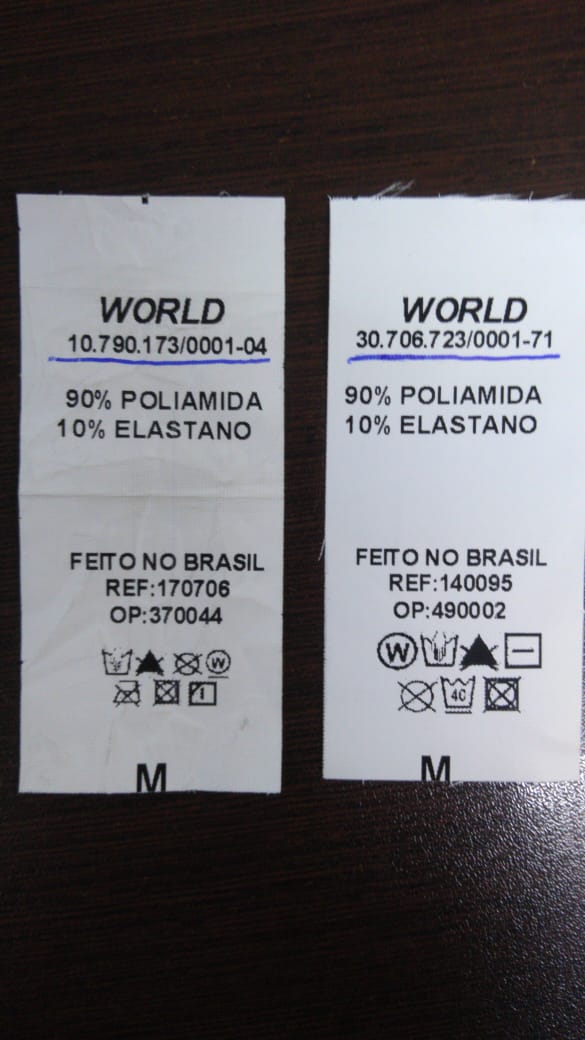 WORLD
10.790.173/0001-04
90% POLIAMIDA
10% ELASTANO
FEITO NO BRASIL
REF:170706
OP:370044
W
M
WORLD
30.706.723/0001-71
90% POLIAMIDA
10% ELASTANO
FEITO NO BRASIL
REF:140095
OP:490002
W
40
M